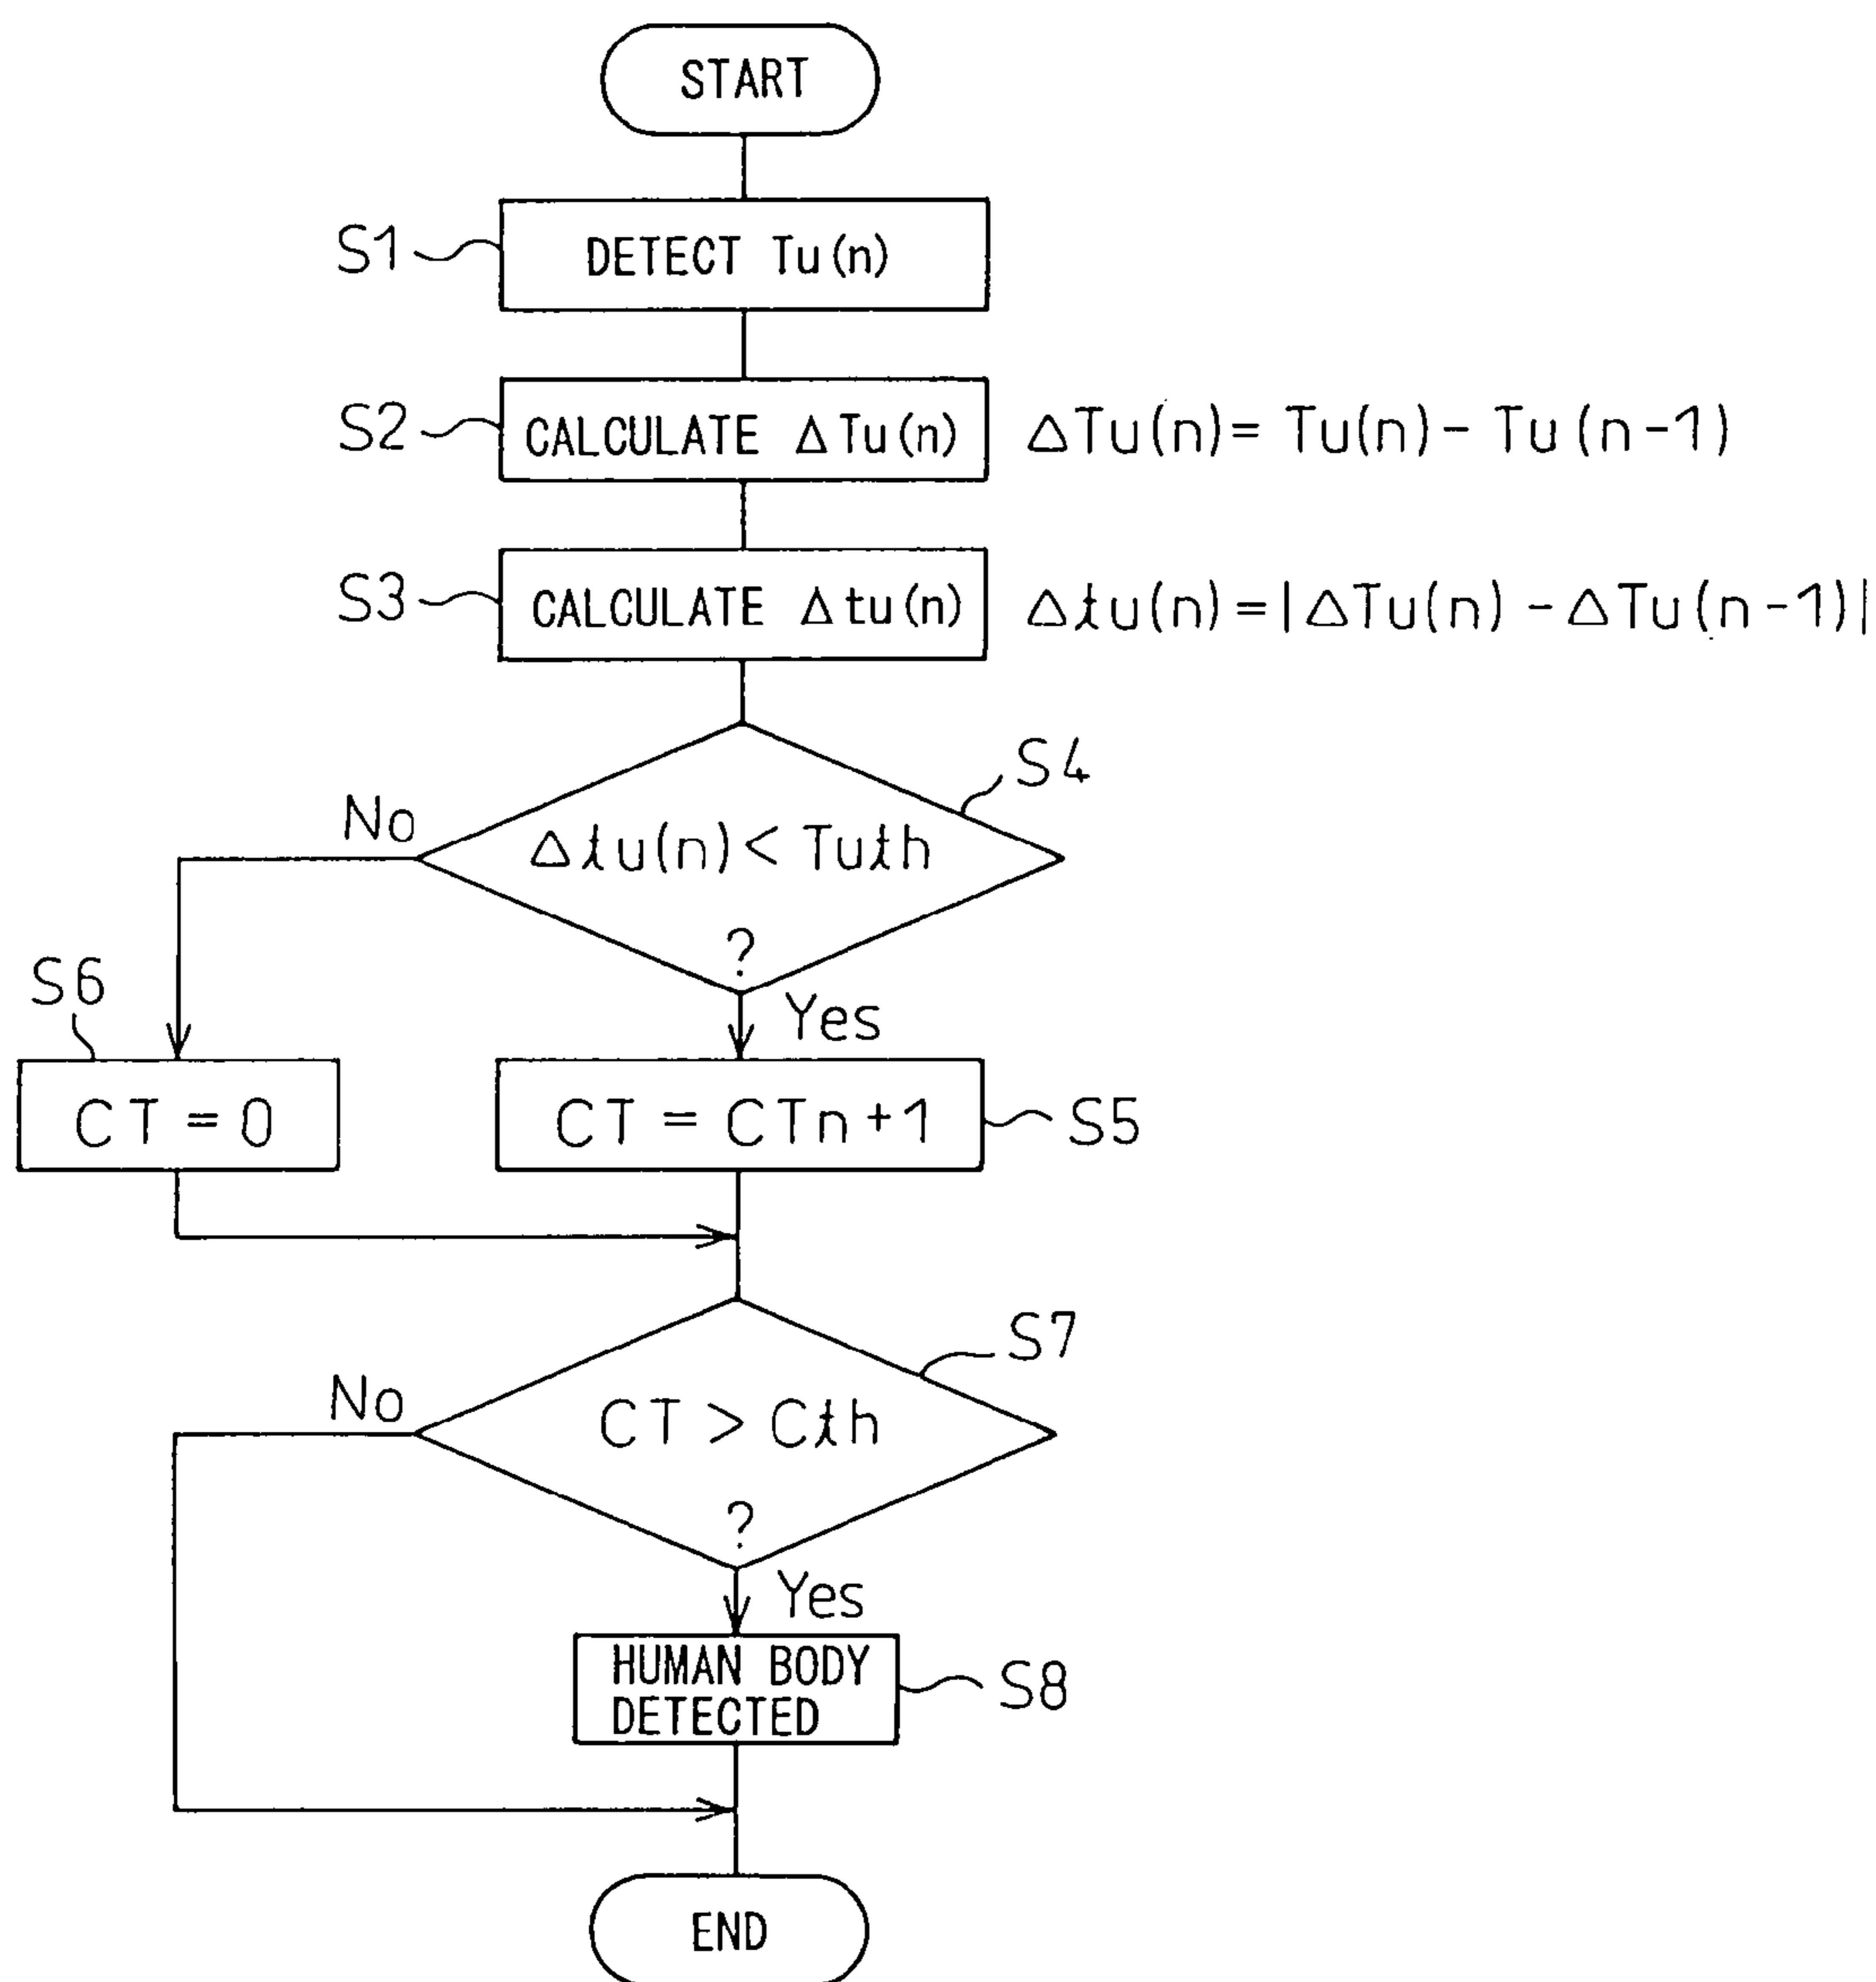 START
S1
DETECT Tu(n)
S2
CALCULATE ΔTu(n)
ΔTu(n)= Tu(n)- Tu(n-1)
S3
CALCULATE Δtu(n)
Δtu(n)=|ΔTu(n)-ΔTu(n-1)|
S4
No
Δtu(n)< Tuth
?
Yes
S6
CT=0
CT = CTn+1
S5
S7
No
CT > Cth
?
Yes
HUMAN BODY
DETECTED
S8
END